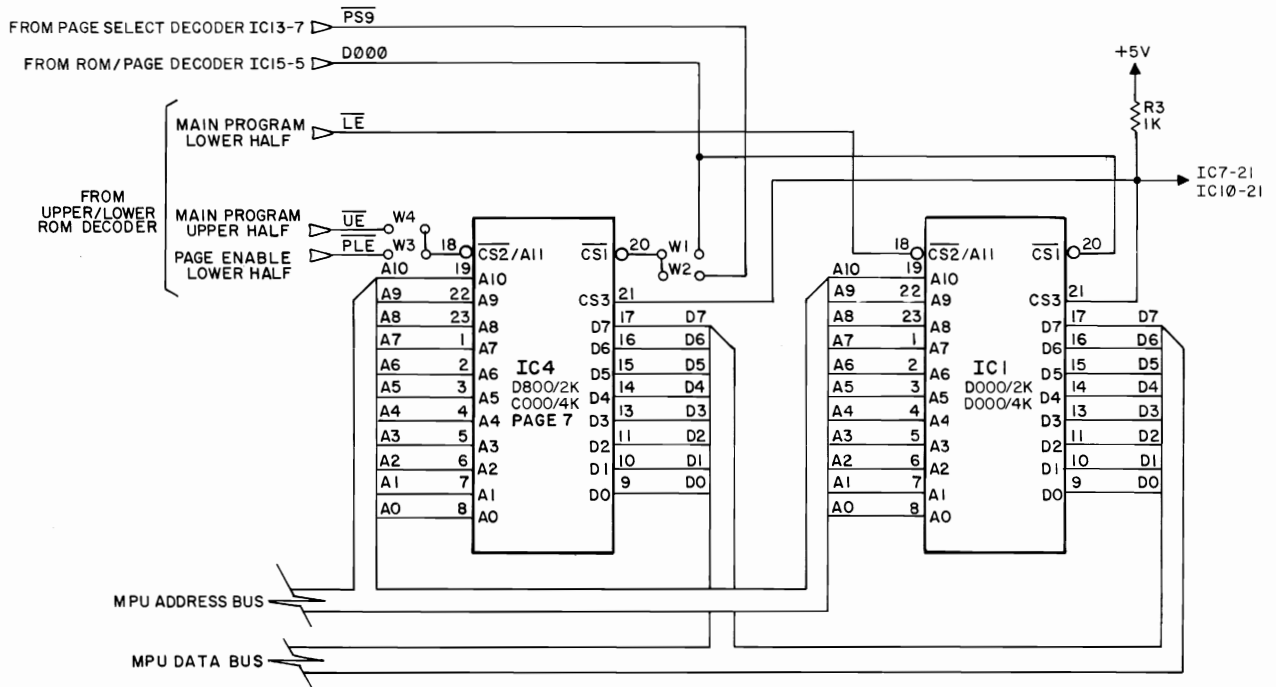 FROM PAGE SELECT DECODER IC13-7
PS9
FROM ROM/PAGE DECODER IC15-5
D000
+5V
R3
1K
IC7-21
IC10-21
FROM
UPPER/LOWER
ROM DECODER
MAIN PROGRAM
LOWER HALF
LE
MAIN PROGRAM
UPPER HALF
UE
W4
PAGE ENABLE
LOWER HALF
PLE
W3
18 CS2/A11
A10 19 A10
A9 22 A9
A8 23 A8
A7 1 A7
A6 2 A6
A5 3 A5
A4 4 A4
A3 5 A3
A2 6 A2
A1 7 A1
A0 8 A0
IC4
D800/2K
C000/4K
PAGE 7
CS1 20
W1
W2
CS3 21
D7 17 D7
D6 16 D6
D5 15 D5
D4 14 D4
D3 13 D3
D2 11 D2
D1 10 D1
D0 9 D0
18 CS2/A11
A10 19 A10
A9 22 A9
A8 23 A8
A7 1 A7
A6 2 A6
A5 3 A5
A4 4 A4
A3 5 A3
A2 6 A2
A1 7 A1
A0 8 A0
IC1
D000/2K
D000/4K
CS1 20
CS3 21
D7 17 D7
D6 16 D6
D5 15 D5
D4 14 D4
D3 13 D3
D2 11 D2
D1 10 D1
D0 9 D0
MPU ADDRESS BUS
MPU DATA BUS